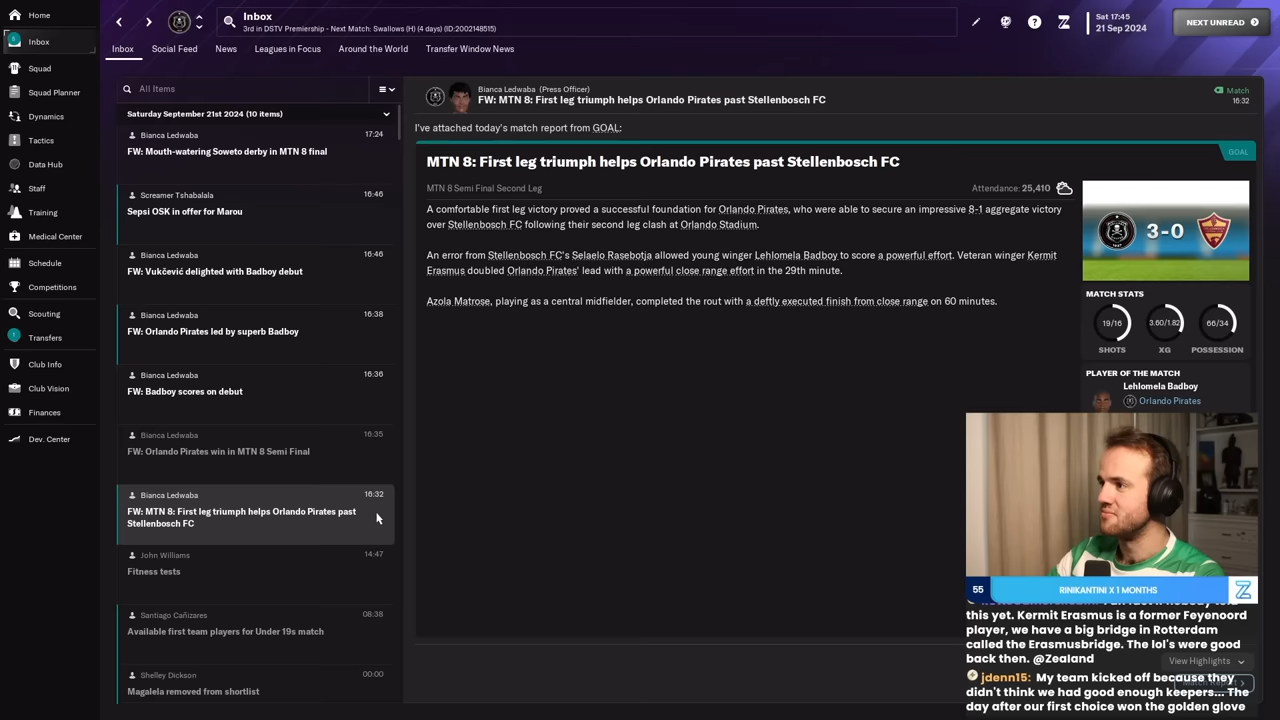 Home
Inbox
3rd in DSTV Premiership - Next Match: Swallows (H) (4 days) (ID:2002148515)
Sat 17:45
21 Sep 2024
NEXT UNREAD
Inbox
Squad
Squad Planner
Dynamics
Tactics
Data Hub
Staff
Training
Medical Center
Schedule
Competitions
Scouting
Transfers
Club Info
Club Vision
Finances
Dev. Center
Inbox
Social Feed
News
Leagues in Focus
Around the World
Transfer Window News
All Items
Saturday September 21st 2024 (10 items)
Bianca Ledwaba 17:24
FW: Mouth-watering Soweto derby in MTN 8 final
Screamer Tshabalala 16:46
Sepsi OSK in offer for Marou
Bianca Ledwaba 16:46
FW: Vukčević delighted with Badboy debut
Bianca Ledwaba 16:38
FW: Orlando Pirates led by superb Badboy
Bianca Ledwaba 16:36
FW: Badboy scores on debut
Bianca Ledwaba 16:35
FW: Orlando Pirates win in MTN 8 Semi Final
Bianca Ledwaba 16:32
FW: MTN 8: First leg triumph helps Orlando Pirates past
Stellenbosch FC
John Williams 14:47
Fitness tests
Santiago Cañizares 08:38
Available first team players for Under 19s match
Shelley Dickson 00:00
Magalela removed from shortlist
Bianca Ledwaba (Press Officer)
FW: MTN 8: First leg triumph helps Orlando Pirates past Stellenbosch FC
Match
16:32
I've attached today's match report from GOAL:
GOAL
MTN 8: First leg triumph helps Orlando Pirates past Stellenbosch FC
MTN 8 Semi Final Second Leg
Attendance: 25,410
A comfortable first leg victory proved a successful foundation for Orlando Pirates, who were able to secure an impressive 8-1 aggregate victory
over Stellenbosch FC following their second leg clash at Orlando Stadium.
An error from Stellenbosch FC's Selaelo Rasebotja allowed young winger Lehlomela Badboy to score a powerful effort. Veteran winger Kermit
Erasmus doubled Orlando Pirates' lead with a powerful close range effort in the 29th minute.
Azola Matrose, playing as a central midfielder, completed the rout with a deftly executed finish from close range on 60 minutes.
3-0
MATCH STATS
19/16
3.60/1.82
66/34
SHOTS
XG
POSSESSION
PLAYER OF THE MATCH
Lehlomela Badboy
Orlando Pirates
55
RINIKANTINI X 1 MONTHS
this yet. Kermit Erasmus is a former Feyenoord
player, we have a big bridge in Rotterdam
called the Erasmusbridge. The lol's were good
back then. @Zealand
View Highlights
jdenn15: My team kicked off because they
didn't think we had good enough keepers... The
day after our first choice won the golden glove